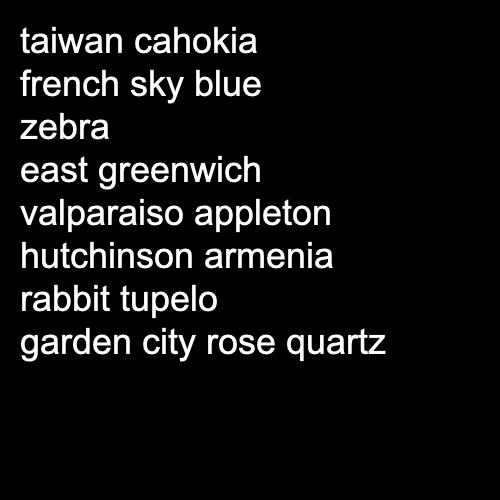 taiwan cahokia
french sky blue
zebra
east greenwich
valparaiso appleton
hutchinson armenia
rabbit tupelo
garden city rose quartz